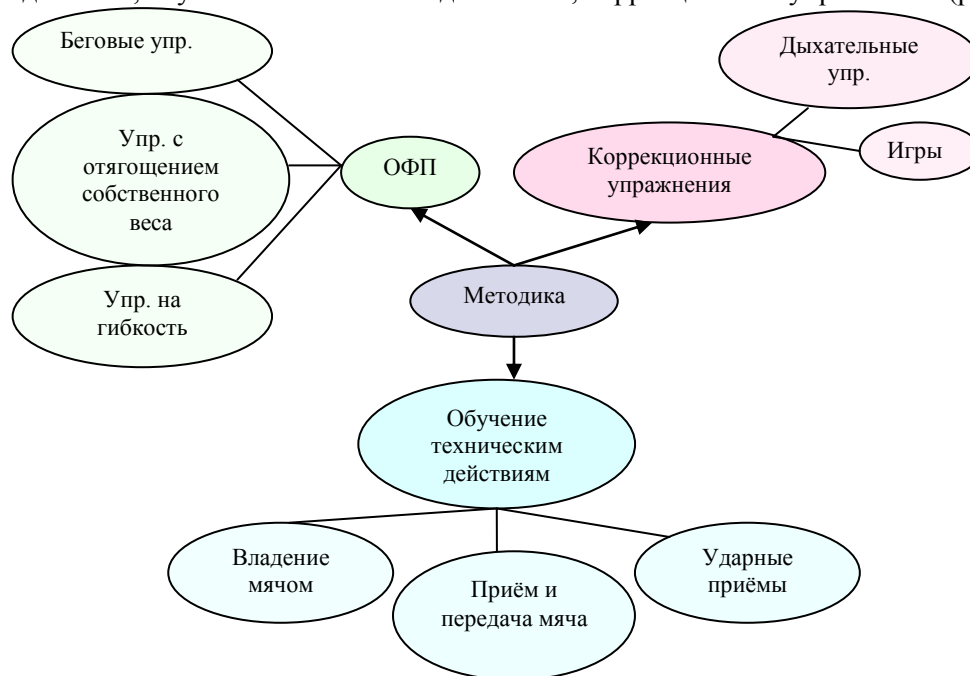 Беговые упр.
Упр. с
отягощением
собственного
веса
Упр. на
гибкость
ОФП
Коррекционные
упражнения
Дыхательные
упр.
Игры
Методика
Обучение
техническим
действиям
Владение
мячом
Приём и
передача мяча
Ударные
приёмы